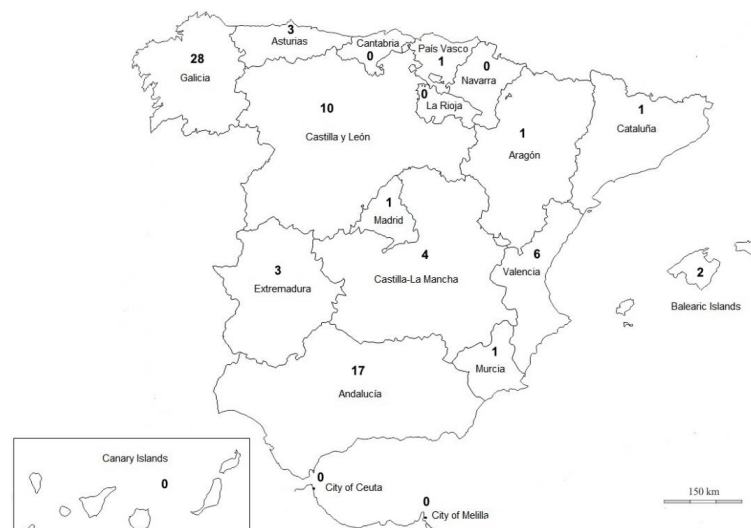 3
Asturias
Cantabria
0
País Vasco
1
0
Navarra
28
Galicia
0
La Rioja
10
Castilla y León
1
Aragón
1
Cataluña
1
Madrid
4
Castilla-La Mancha
6
Valencia
3
Extremadura
2
Balearic Islands
1
Murcia
17
Andalucía
Canary Islands
0
0
City of Ceuta
0
City of Melilla
150 km